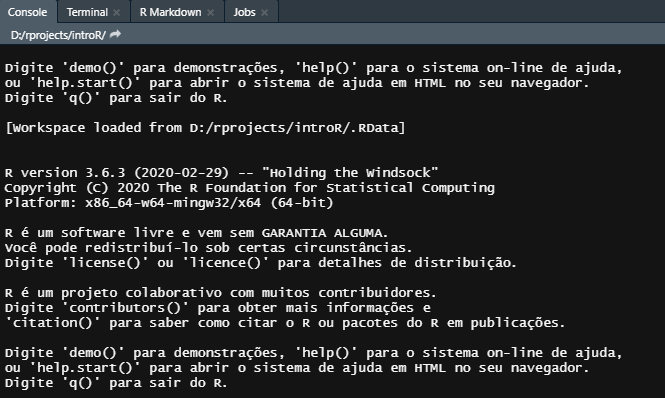 Console Terminal R Markdown Jobs
D:/rprojects/introR/
Digite 'demo()' para demonstrações, 'help()' para o sistema on-line de ajuda,
ou 'help.start()' para abrir o sistema de ajuda em HTML no seu navegador.
Digite 'q()' para sair do R.
[Workspace loaded from D:/rprojects/introR/.RData]
R version 3.6.3 (2020-02-29) -- "Holding the Windsock"
Copyright (C) 2020 The R Foundation for Statistical Computing
Platform: x86_64-w64-mingw32/x64 (64-bit)
R é um software livre e vem sem GARANTIA ALGUMA.
Você pode redistribuí-lo sob certas circunstâncias.
Digite 'license()' ou 'licence()' para detalhes de distribuição.
R é um projeto colaborativo com muitos contribuidores.
Digite 'contributors()' para obter mais informações e
'citation()' para saber como citar o R ou pacotes do R em publicações.
Digite 'demo()' para demonstrações, 'help()' para o sistema on-line de ajuda,
ou 'help.start()' para abrir o sistema de ajuda em HTML no seu navegador.
Digite 'q()' para sair do R.